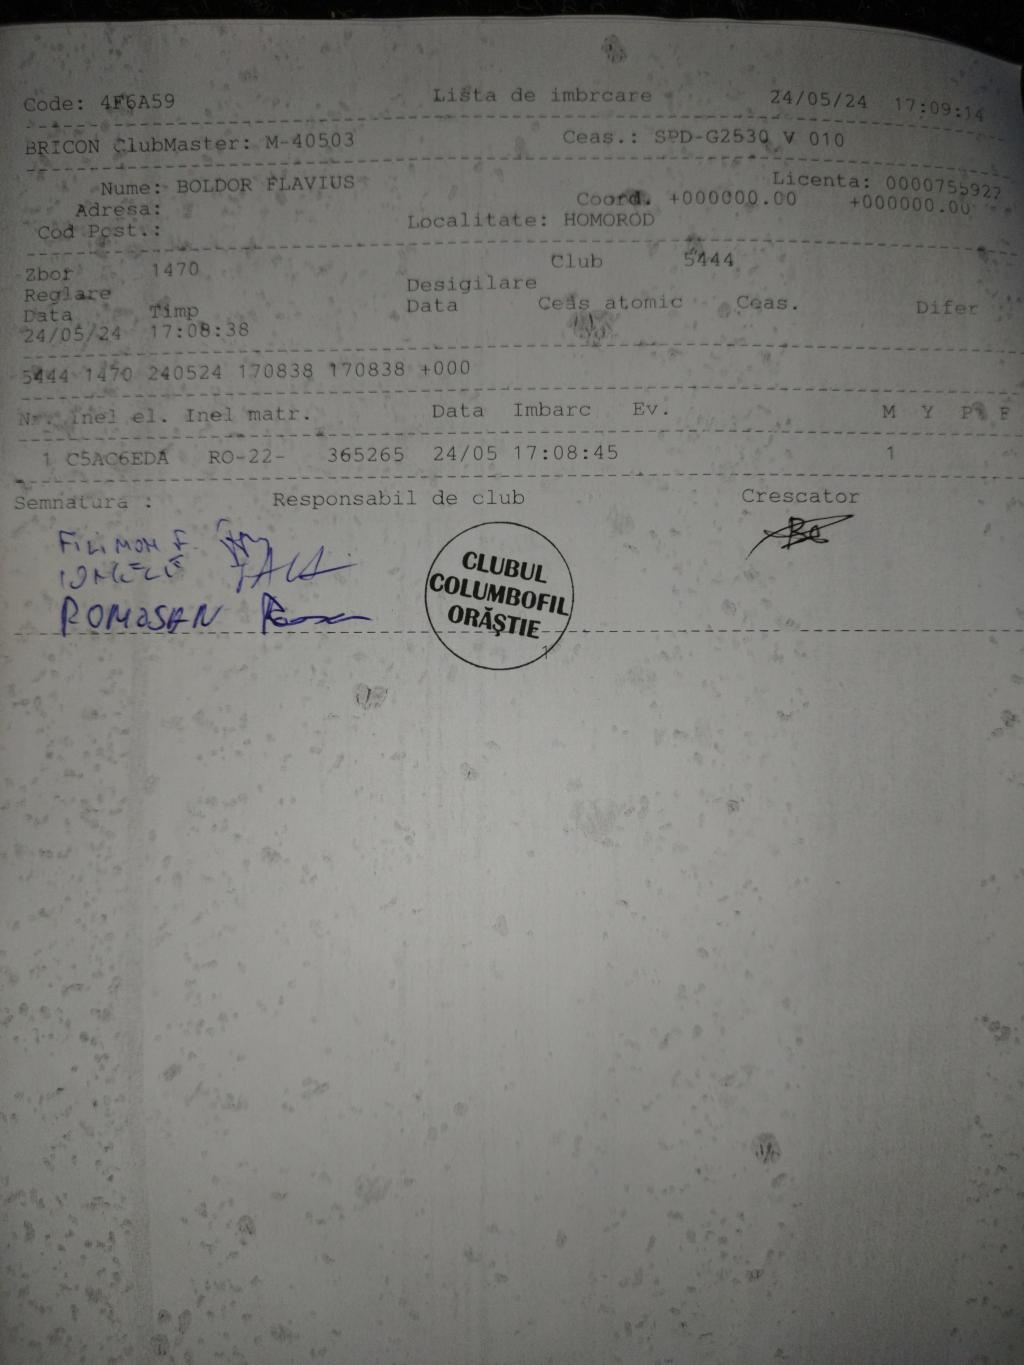 Code: 4F6A59 Lista de imbrcare 24/05/24 17:09:14
BRICON ClubMaster: M-40503 Ceas.: SPD-G2530 V 010
Nume: BOLDOR FLAVIUS Licenta: 0000755922
Adresa: Coord. +000000.00 +000000.00
Cod Post.: Localitate: HOMOROD
Zbor 1470 Club 5444
Reglare Desigilare
Data Timp Data Ceas atomic Ceas. Difer
24/05/24 17:08:38
5444 1470 240524 170838 170838 +000
Nr. inel el. Inel matr. Data Imbarc Ev. M Y P F
1 C5AC6EDA RO-22- 365265 24/05 17:08:45 1
Semnatura : Responsabil de club Crescator
FILIMON F
ROMOSAN
CLUBUL
COLUMBOFIL
ORĂȘTIE
1